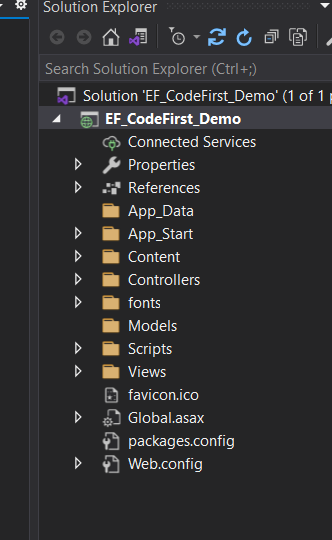 Solution Explorer
Search Solution Explorer (Ctrl+;)
Solution 'EF_CodeFirst_Demo' (1 of 1 p
EF_CodeFirst_Demo
Connected Services
Properties
References
App_Data
App_Start
Content
Controllers
fonts
Models
Scripts
Views
favicon.ico
Global.asax
packages.config
Web.config